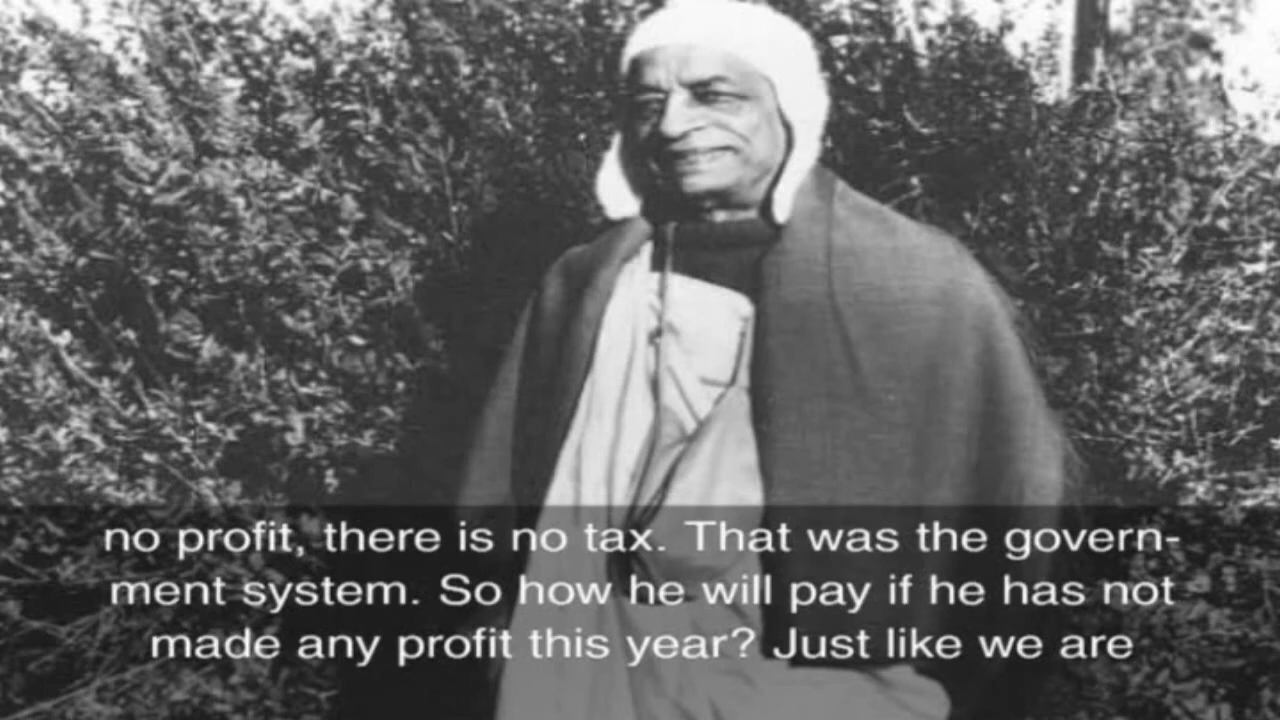 no profit, there is no tax. That was the govern-
ment system. So how he will pay if he has not
made any profit this year? Just like we are